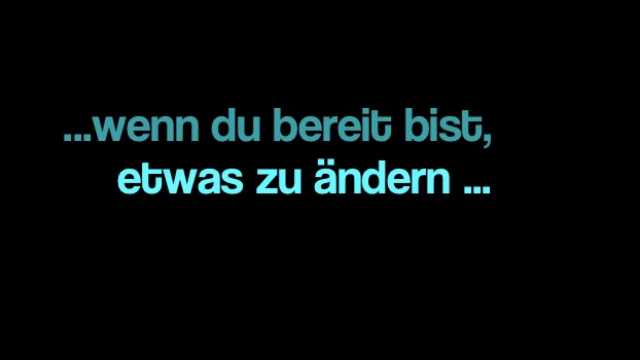 ...wenn du bereit bist,
etwas zu ändern ...